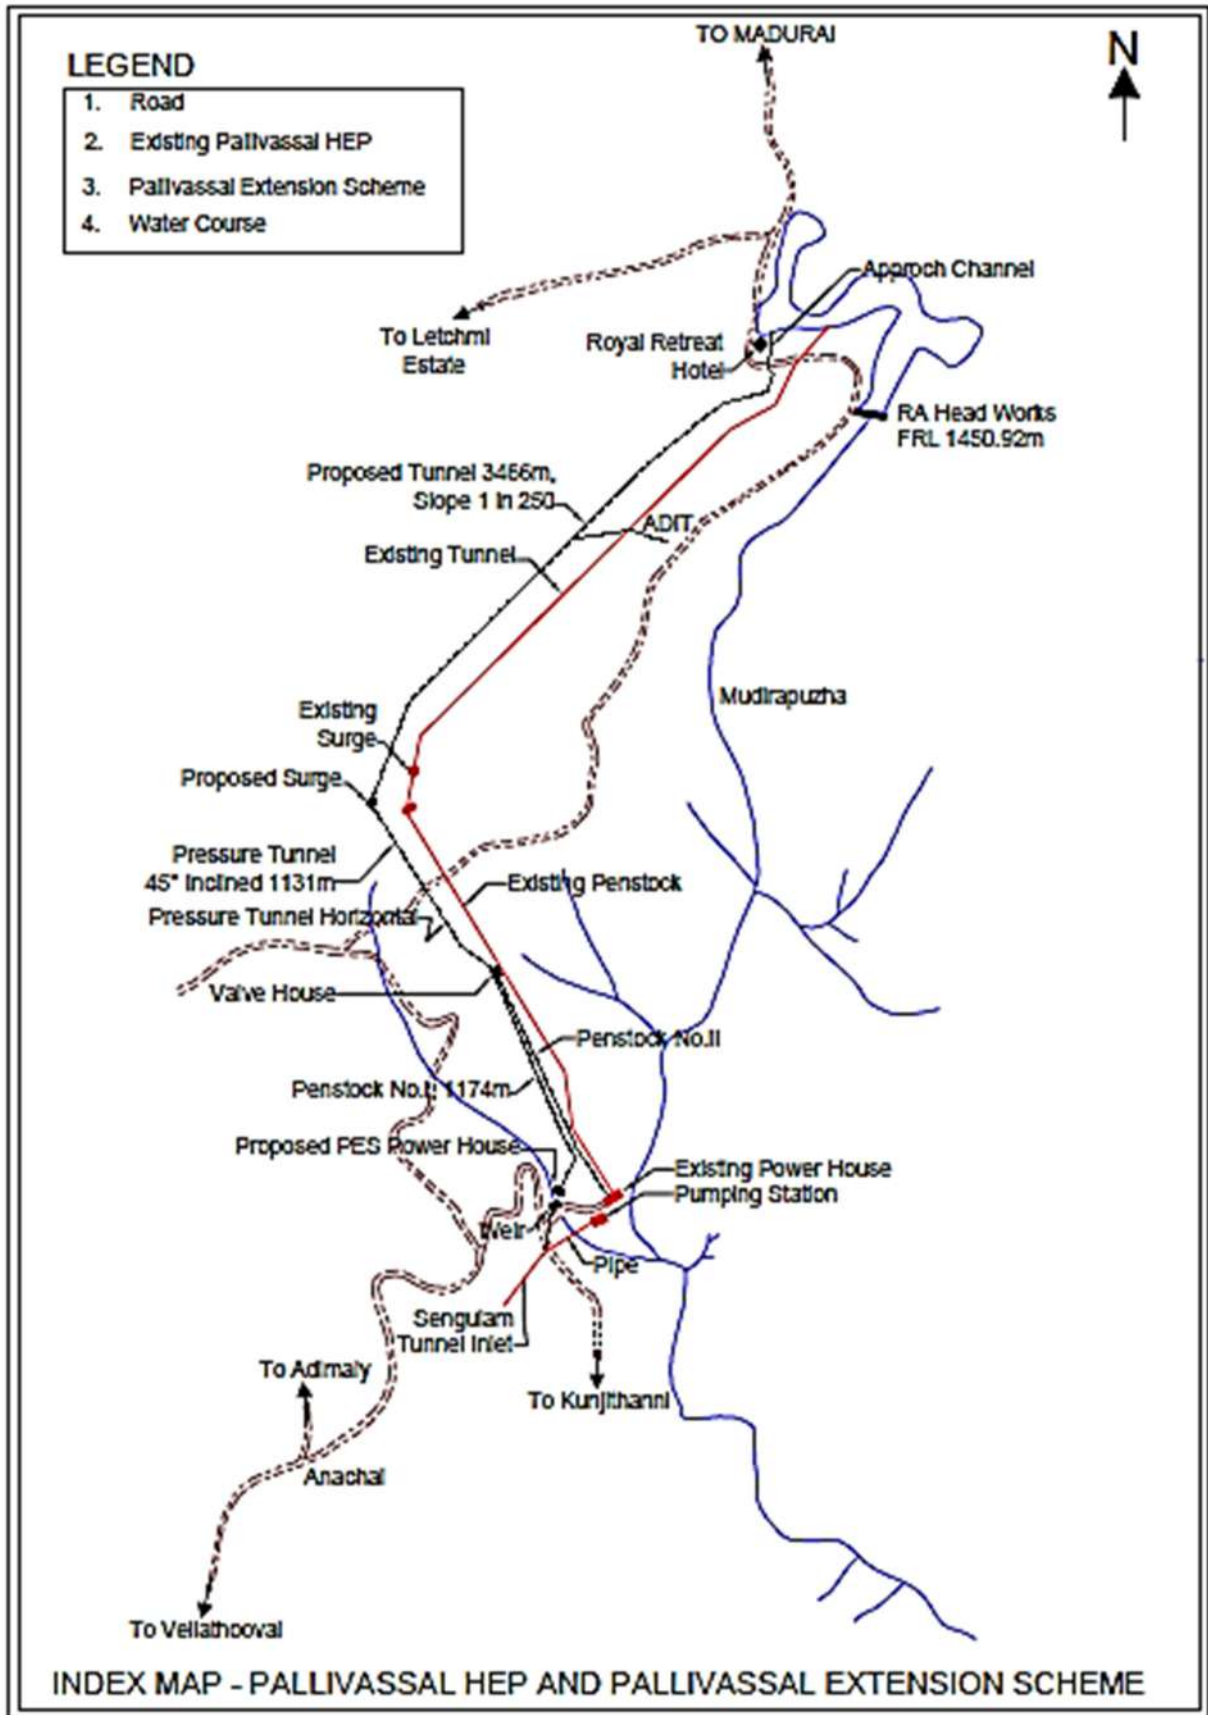 TO MADURAI
N
LEGEND
1. Road
2. Existing Pallivassal HEP
3. Pallivassal Extension Scheme
4. Water Course
Approch Channel
To Letchmi
Estate
Royal Retreat
Hotel
RA Head Works
FRL 1450.92m
Proposed Tunnel 3466m,
Slope 1 in 250
ADIT
Existing Tunnel
Mudirapuzha
Existing
Surge
Proposed Surge
Pressure Tunnel
45° Inclined 1131m
Existing Penstock
Pressure Tunnel Horizontal
Valve House
Penstock No.II
Penstock No.I, 1174m
Proposed PES Power House
Existing Power House
Pumping Station
Weir
Pipe
Sengulam
Tunnel Inlet
To Adimaly
To Kunjithanni
Anachal
To Vellathooval
INDEX MAP - PALLIVASSAL HEP AND PALLIVASSAL EXTENSION SCHEME